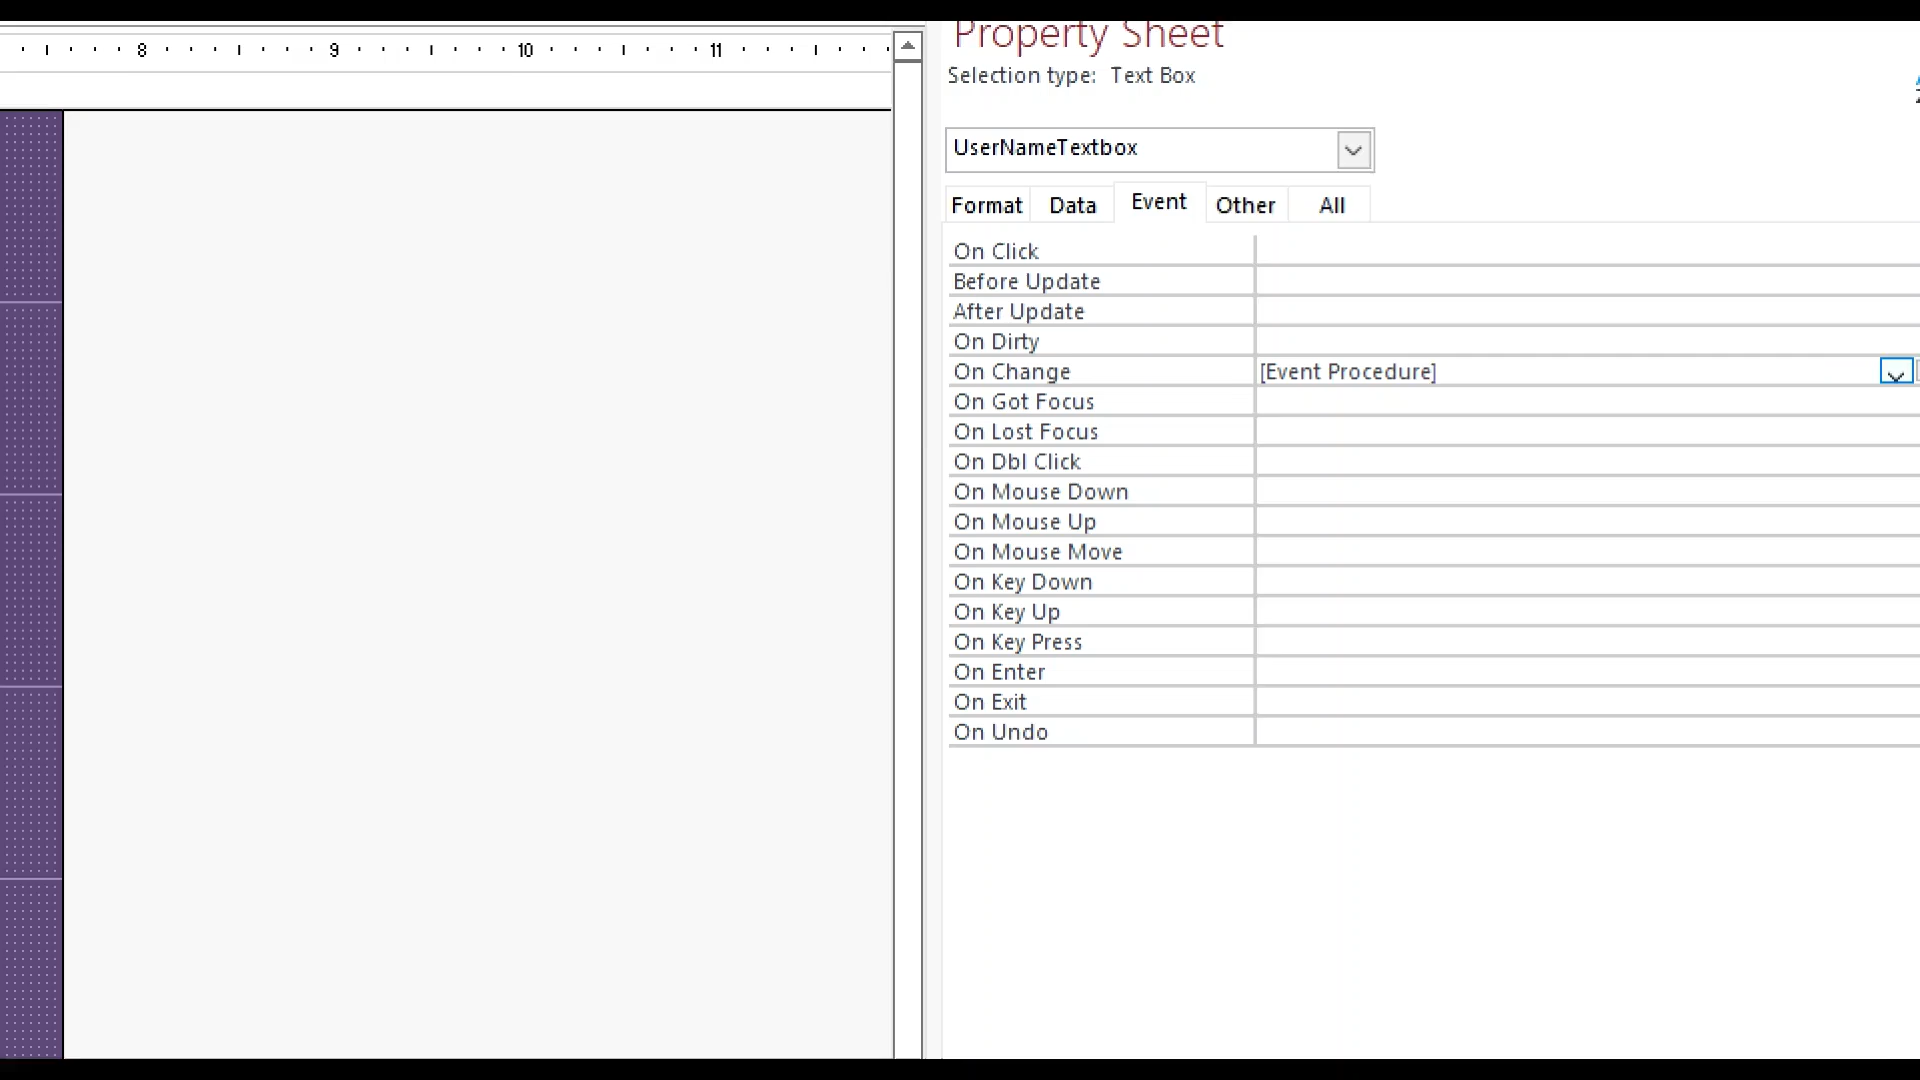 8 9 10 11
Property Sheet
Selection type: Text Box
UserNameTextbox
Format Data Event Other All
On Click
Before Update
After Update
On Dirty
On Change [Event Procedure]
On Got Focus
On Lost Focus
On Dbl Click
On Mouse Down
On Mouse Up
On Mouse Move
On Key Down
On Key Up
On Key Press
On Enter
On Exit
On Undo